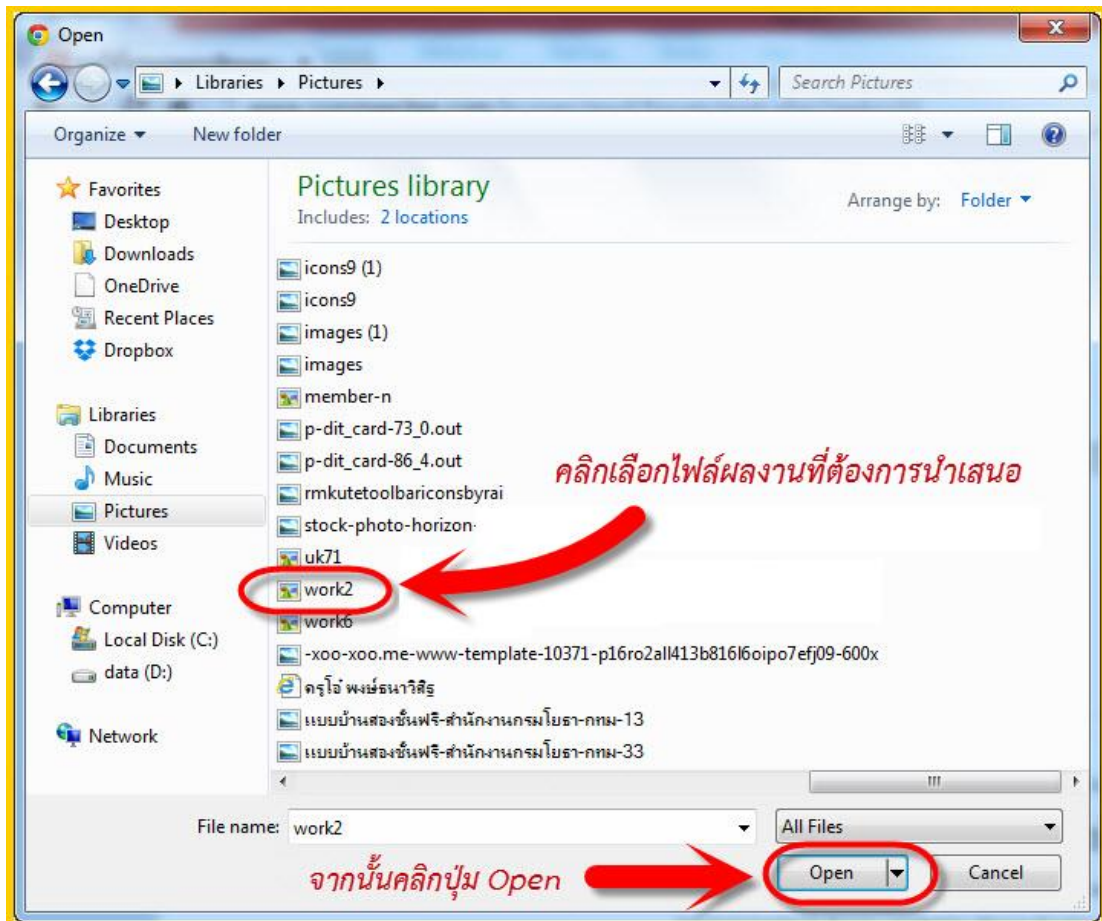 Open
Libraries Pictures Search Pictures
Organize New folder
Favorites
Desktop
Downloads
OneDrive
Recent Places
Dropbox
Libraries
Documents
Music
Pictures
Videos
Computer
Local Disk (C:)
data (D:)
Network
Pictures library
Includes: 2 locations
Arrange by: Folder
icons9 (1)
icons9
images (1)
images
member-n
p-dit_card-73_0.out
p-dit_card-86_4.out
rmkutetoolbariconsbyrai
stock-photo-horizon-
uk71
work2
work6
-xoo-xoo.me-www-template-10371-p16ro2all413b816l6oipo7efj09-600x
ครูโอ๋ พงษ์ธนาวิสิฐ
แบบบ้านสองชั้นฟรี-สำนักงานกรมโยธา-กทม-13
แบบบ้านสองชั้นฟรี-สำนักงานกรมโยธา-กทม-33
คลิกเลือกไฟล์ผลงานที่ต้องการนำเสนอ
File name: work2 All Files
จากนั้นคลิกปุ่ม Open
Open Cancel